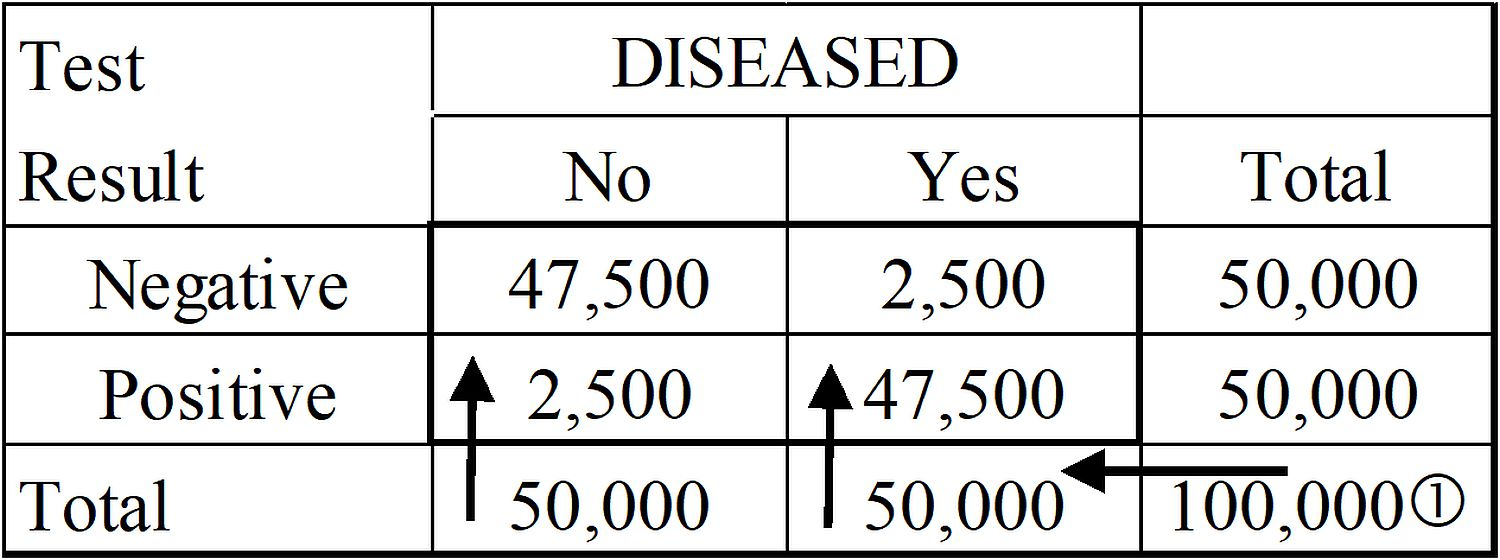 Test DISEASED
Result No Yes Total
Negative 47,500 2,500 50,000
Positive 2,500 47,500 50,000
Total 50,000 50,000 100,000①